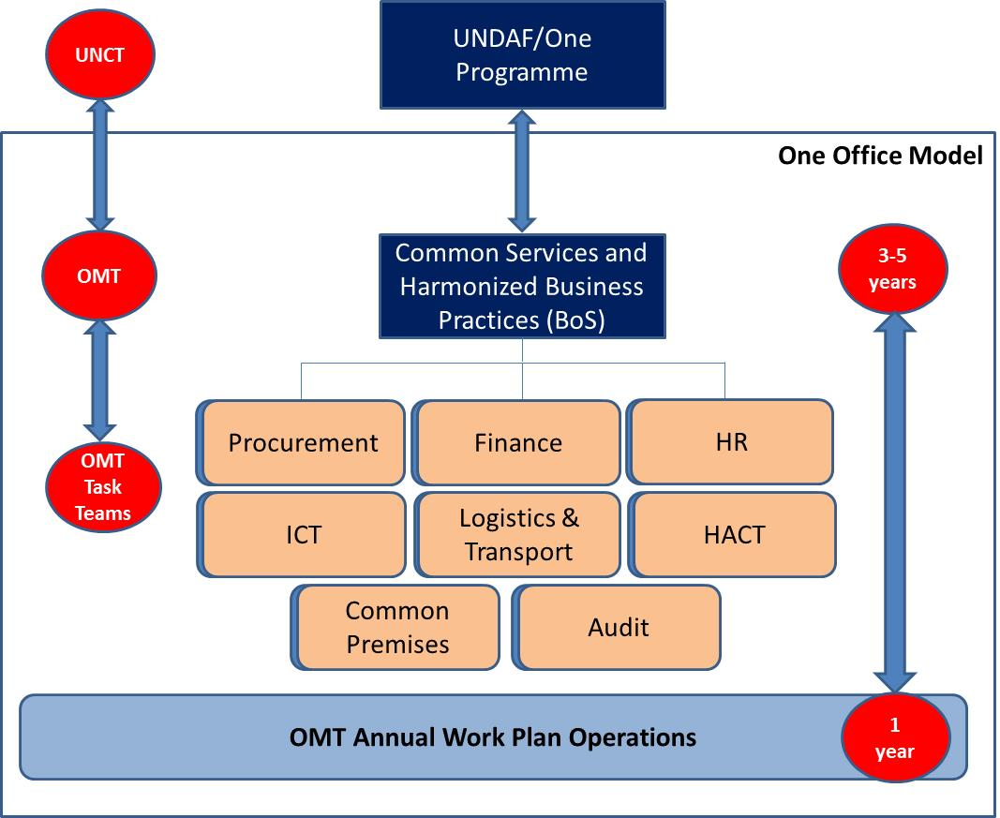 UNCT
UNDAF/One
Programme
One Office Model
OMT
Common Services and
Harmonized Business
Practices (BoS)
3-5
years
Procurement
Finance
HR
OMT
Task
Teams
ICT
Logistics &
Transport
HACT
Common
Premises
Audit
OMT Annual Work Plan Operations
1
year